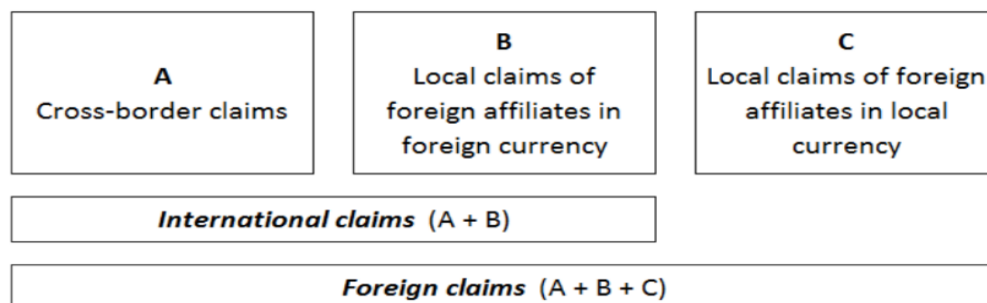 A
Cross-border claims
B
Local claims of
foreign affiliates in
foreign currency
C
Local claims of foreign
affiliates in local
currency
International claims (A + B)
Foreign claims (A + B + C)